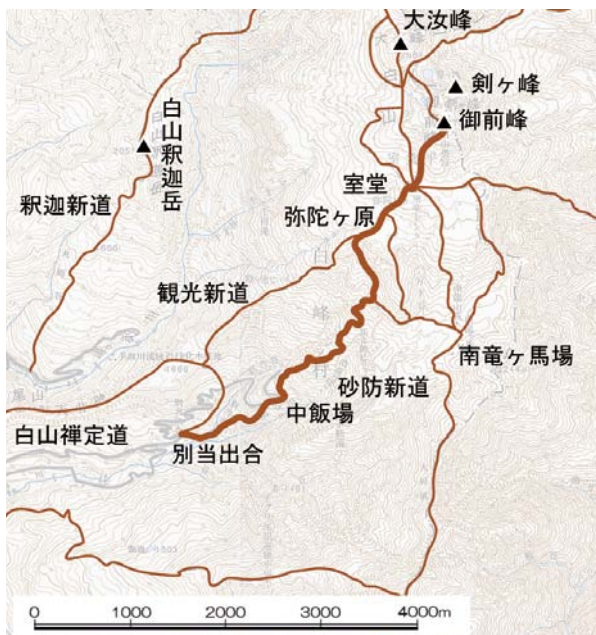 大汝峰
剣ヶ峰
御前峰
白山釈迦岳
室堂
釈迦新道
弥陀ヶ原
観光新道
南竜ヶ馬場
砂防新道
中飯場
白山禅定道
別当出合
0 1000 2000 3000 4000m